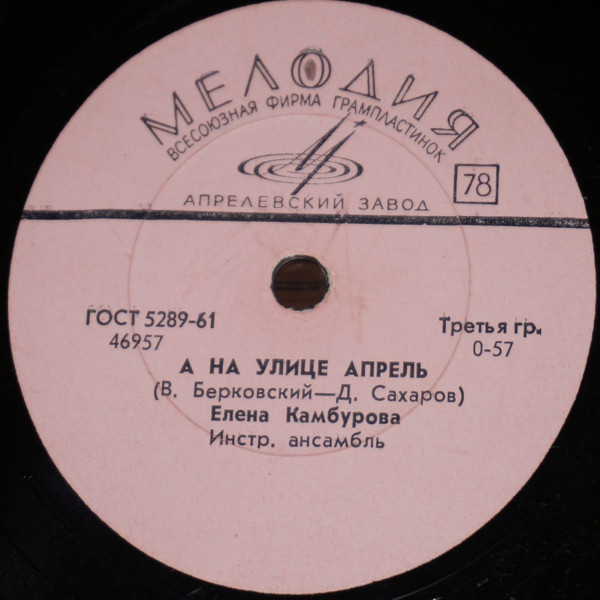 МЕЛОДИЯ
ВСЕСОЮЗНАЯ ФИРМА ГРАМПЛАСТИНОК
78
АПРЕЛЕВСКИЙ ЗАВОД
ГОСТ 5289-61
46957
Третья гр.
0-57
А НА УЛИЦЕ АПРЕЛЬ
(В. Берковский—Д. Сахаров)
Елена Камбурова
Инстр. ансамбль